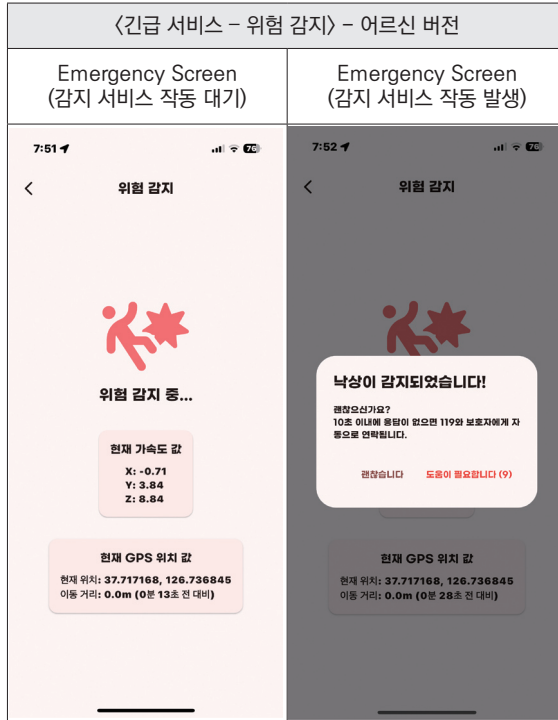 〈긴급 서비스 – 위험 감지〉 – 어르신 버전
Emergency Screen
(감지 서비스 작동 대기)
Emergency Screen
(감지 서비스 작동 발생)
7:51
76
위험 감지
위험 감지 중...
현재 가속도 값
X: -0.71
Y: 3.84
Z: 8.84
현재 GPS 위치 값
현재 위치: 37.717168, 126.736845
이동 거리: 0.0m (0분 13초 전 대비)
7:52
76
위험 감지
낙상이 감지되었습니다!
괜찮으신가요?
10초 이내에 응답이 없으면 119와 보호자에게 자
동으로 연락됩니다.
괜찮습니다
도움이 필요합니다 (9)
현재 GPS 위치 값
현재 위치: 37.717168, 126.736845
이동 거리: 0.0m (0분 28초 전 대비)